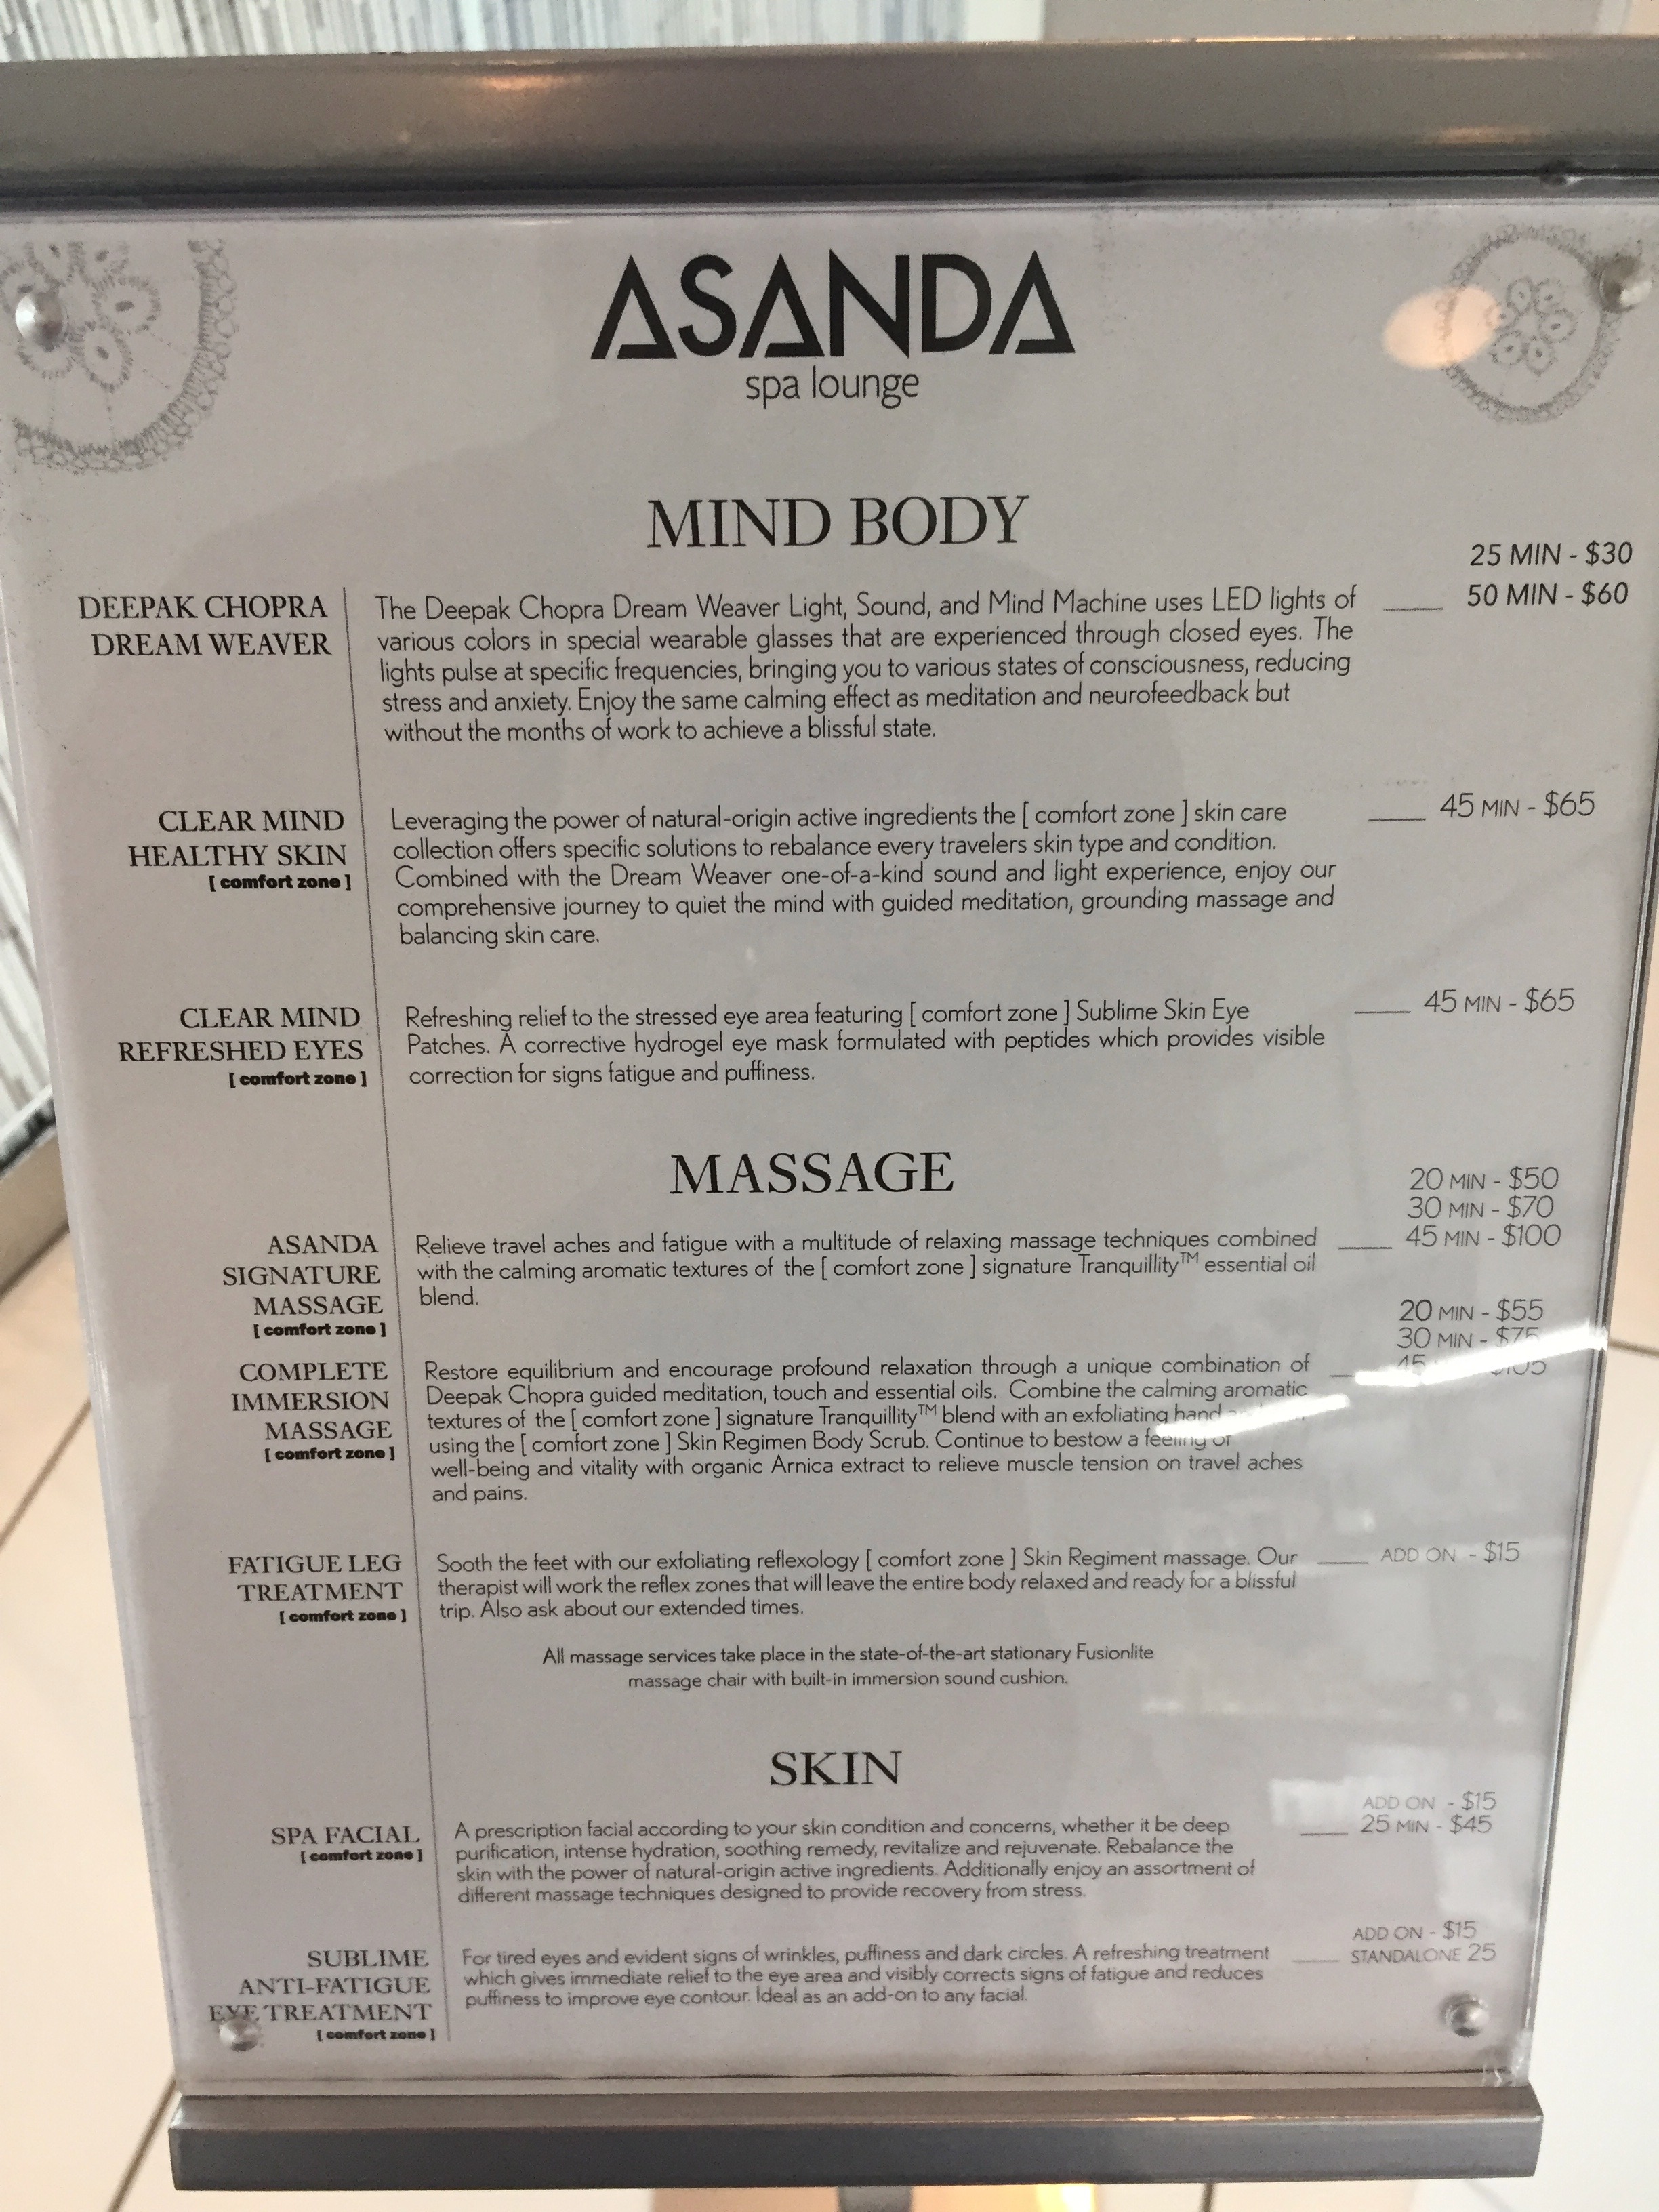 ASANDA
spa lounge
MIND BODY
25 MIN - $30
50 MIN - $60
DEEPAK CHOPRA
DREAM WEAVER
The Deepak Chopra Dream Weaver Light, Sound, and Mind Machine uses LED lights of
various colors in special wearable glasses that are experienced through closed eyes. The
lights pulse at specific frequencies, bringing you to various states of consciousness, reducing
stress and anxiety. Enjoy the same calming effect as meditation and neurofeedback but
without the months of work to achieve a blissful state.
CLEAR MIND
HEALTHY SKIN
[ comfort zone ]
Leveraging the power of natural-origin active ingredients the [ comfort zone ] skin care
collection offers specific solutions to rebalance every travelers skin type and condition.
Combined with the Dream Weaver one-of-a-kind sound and light experience, enjoy our
comprehensive journey to quiet the mind with guided meditation, grounding massage and
balancing skin care.
45 MIN - $65
CLEAR MIND
REFRESHED EYES
[ comfort zone ]
Refreshing relief to the stressed eye area featuring [ comfort zone ] Sublime Skin Eye
Patches. A corrective hydrogel eye mask formulated with peptides which provides visible
correction for signs fatigue and puffiness.
45 MIN - $65
MASSAGE
20 MIN - $50
30 MIN - $70
45 MIN - $100
ASANDA
SIGNATURE
MASSAGE
[ comfort zone ]
Relieve travel aches and fatigue with a multitude of relaxing massage techniques combined
with the calming aromatic textures of the [ comfort zone ] signature Tranquillity™ essential oil
blend.
20 MIN - $55
30 MIN - $75
45 $105
COMPLETE
IMMERSION
MASSAGE
[ comfort zone ]
Restore equilibrium and encourage profound relaxation through a unique combination of
Deepak Chopra guided meditation, touch and essential oils. Combine the calming aromatic
textures of the [ comfort zone ] signature Tranquillity™ blend with an exfoliating hand
using the [ comfort zone ] Skin Regimen Body Scrub. Continue to bestow a feeling of
well-being and vitality with organic Arnica extract to relieve muscle tension on travel aches
and pains.
FATIGUE LEG
TREATMENT
[ comfort zone ]
Sooth the feet with our exfoliating reflexology [ comfort zone ] Skin Regiment massage. Our
therapist will work the reflex zones that will leave the entire body relaxed and ready for a blissful
trip. Also ask about our extended times.
ADD ON - $15
All massage services take place in the state-of-the-art stationary Fusionlite
massage chair with built-in immersion sound cushion.
SKIN
ADD ON - $15
25 MIN - $45
SPA FACIAL
[ comfort zone ]
A prescription facial according to your skin condition and concerns, whether it be deep
purification, intense hydration, soothing remedy, revitalize and rejuvenate. Rebalance the
skin with the power of natural-origin active ingredients. Additionally enjoy an assortment of
different massage techniques designed to provide recovery from stress.
ADD ON - $15
STANDALONE 25
SUBLIME
ANTI-FATIGUE
EYE TREATMENT
[ comfort zone ]
For tired eyes and evident signs of wrinkles, puffiness and dark circles. A refreshing treatment
which gives immediate relief to the eye area and visibly corrects signs of fatigue and reduces
puffiness to improve eye contour. Ideal as an add-on to any facial.